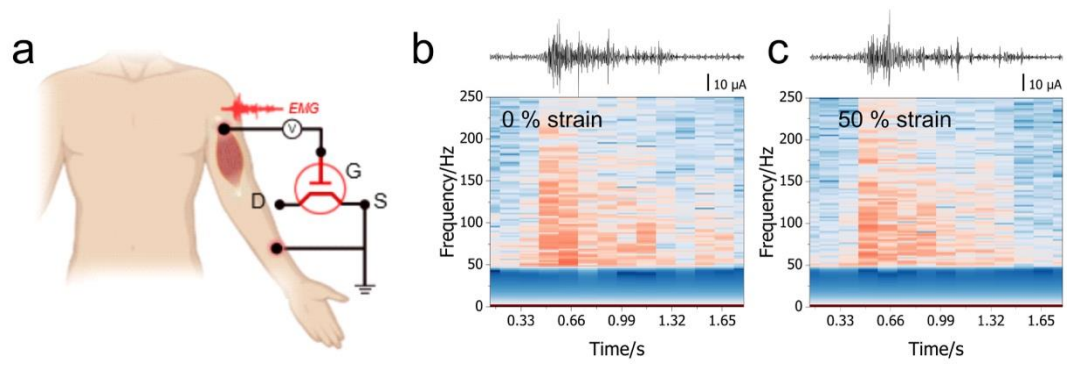 a
EMG
V
G
D
S
b
10 µA
250
200
150
100
50
0
0 % strain
Frequency/Hz
0.33 0.66 0.99 1.32 1.65
Time/s
c
10 µA
250
200
150
100
50
0
50 % strain
Frequency/Hz
0.33 0.66 0.99 1.32 1.65
Time/s